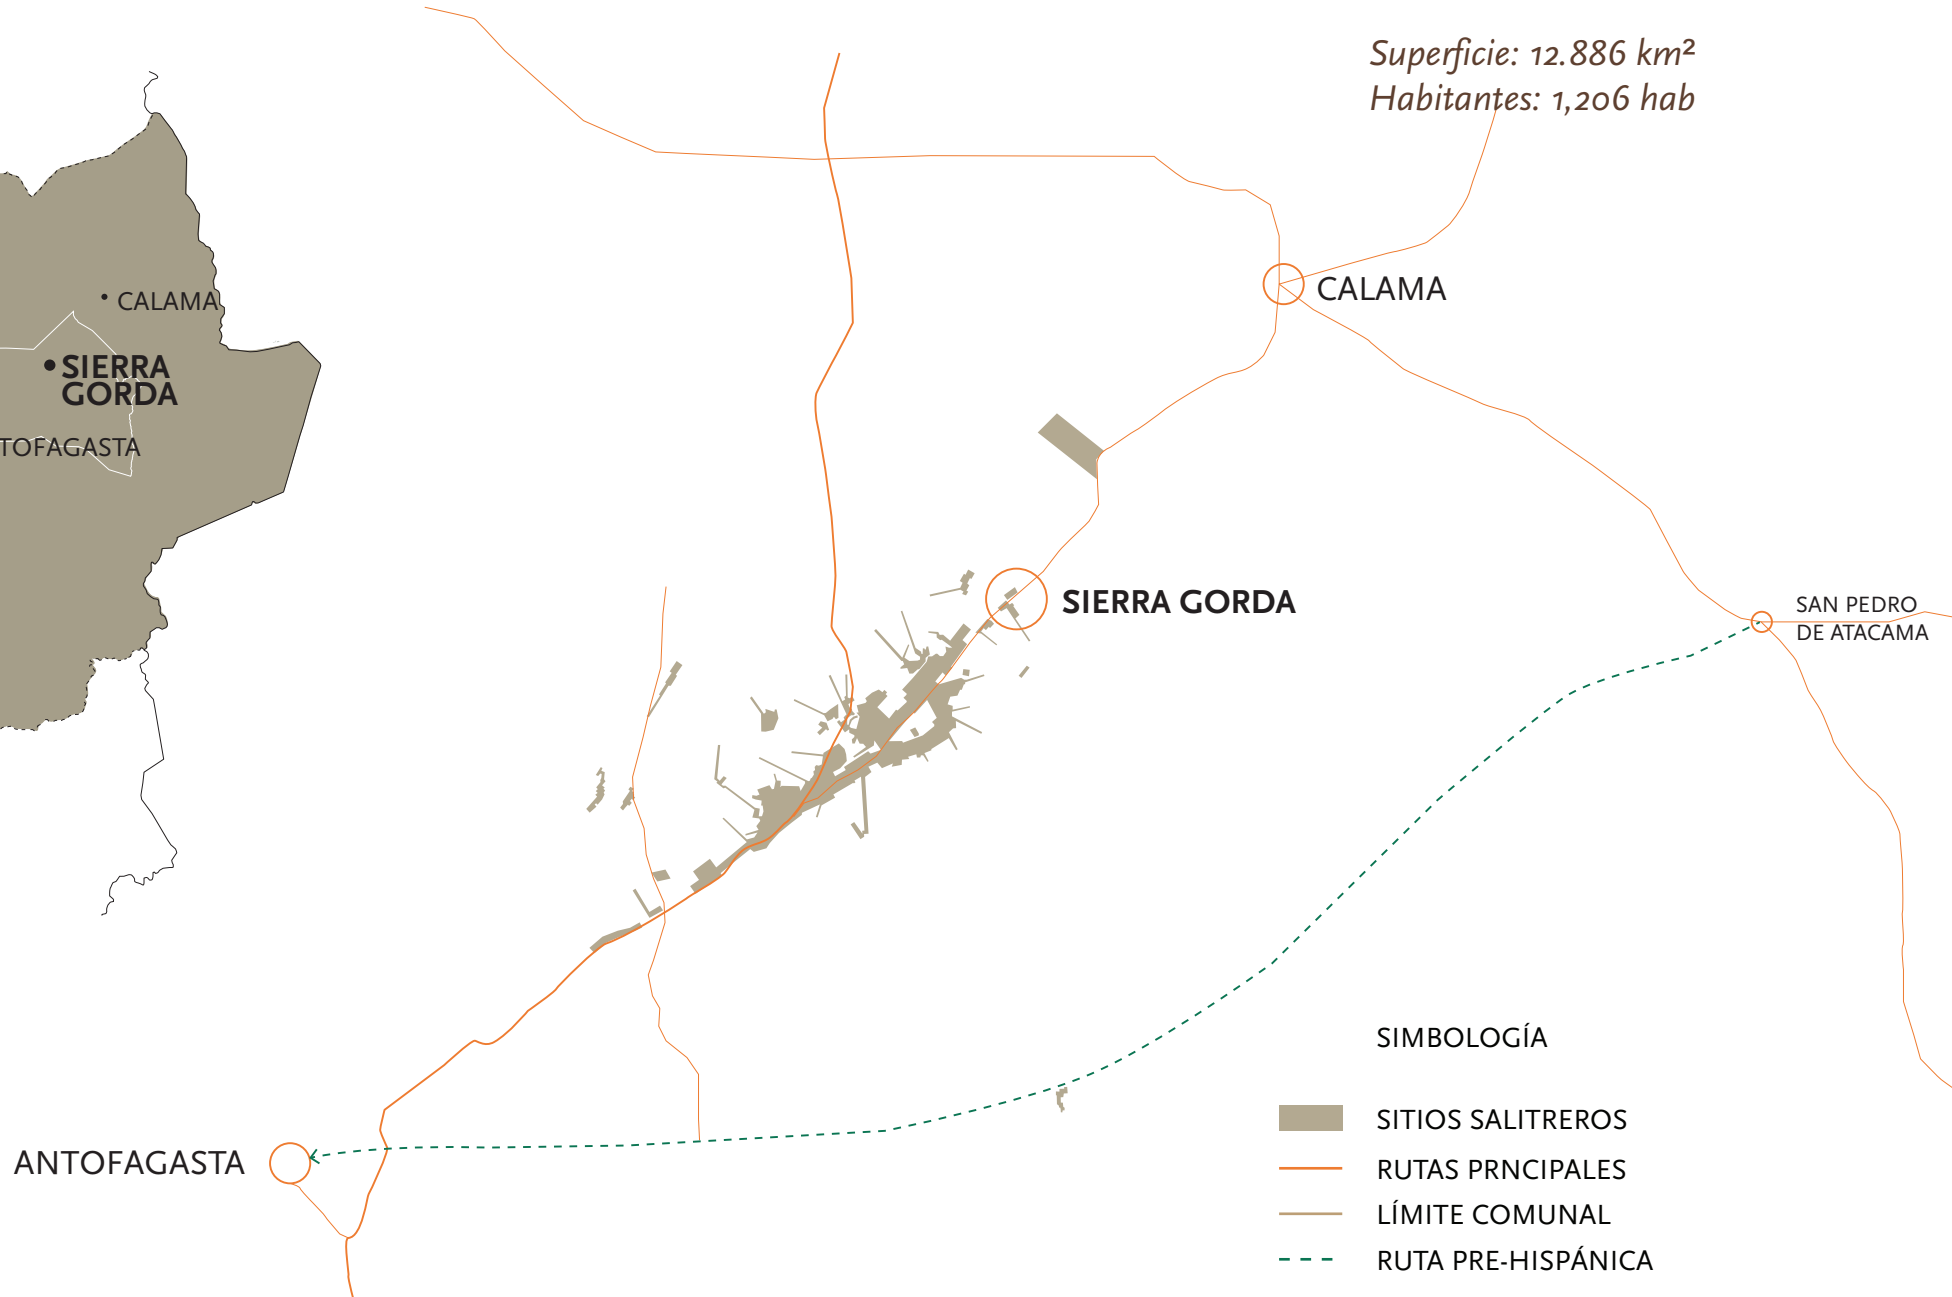 Superficie: 12.886 km²
Habitantes: 1,206 hab
CALAMA
SIERRA
GORDA
TOFAGASTA
CALAMA
SIERRA GORDA
SAN PEDRO
DE ATACAMA
ANTOFAGASTA
SIMBOLOGÍA
SITIOS SALITREROS
RUTAS PRNCIPALES
LÍMITE COMUNAL
RUTA PRE-HISPÁNICA